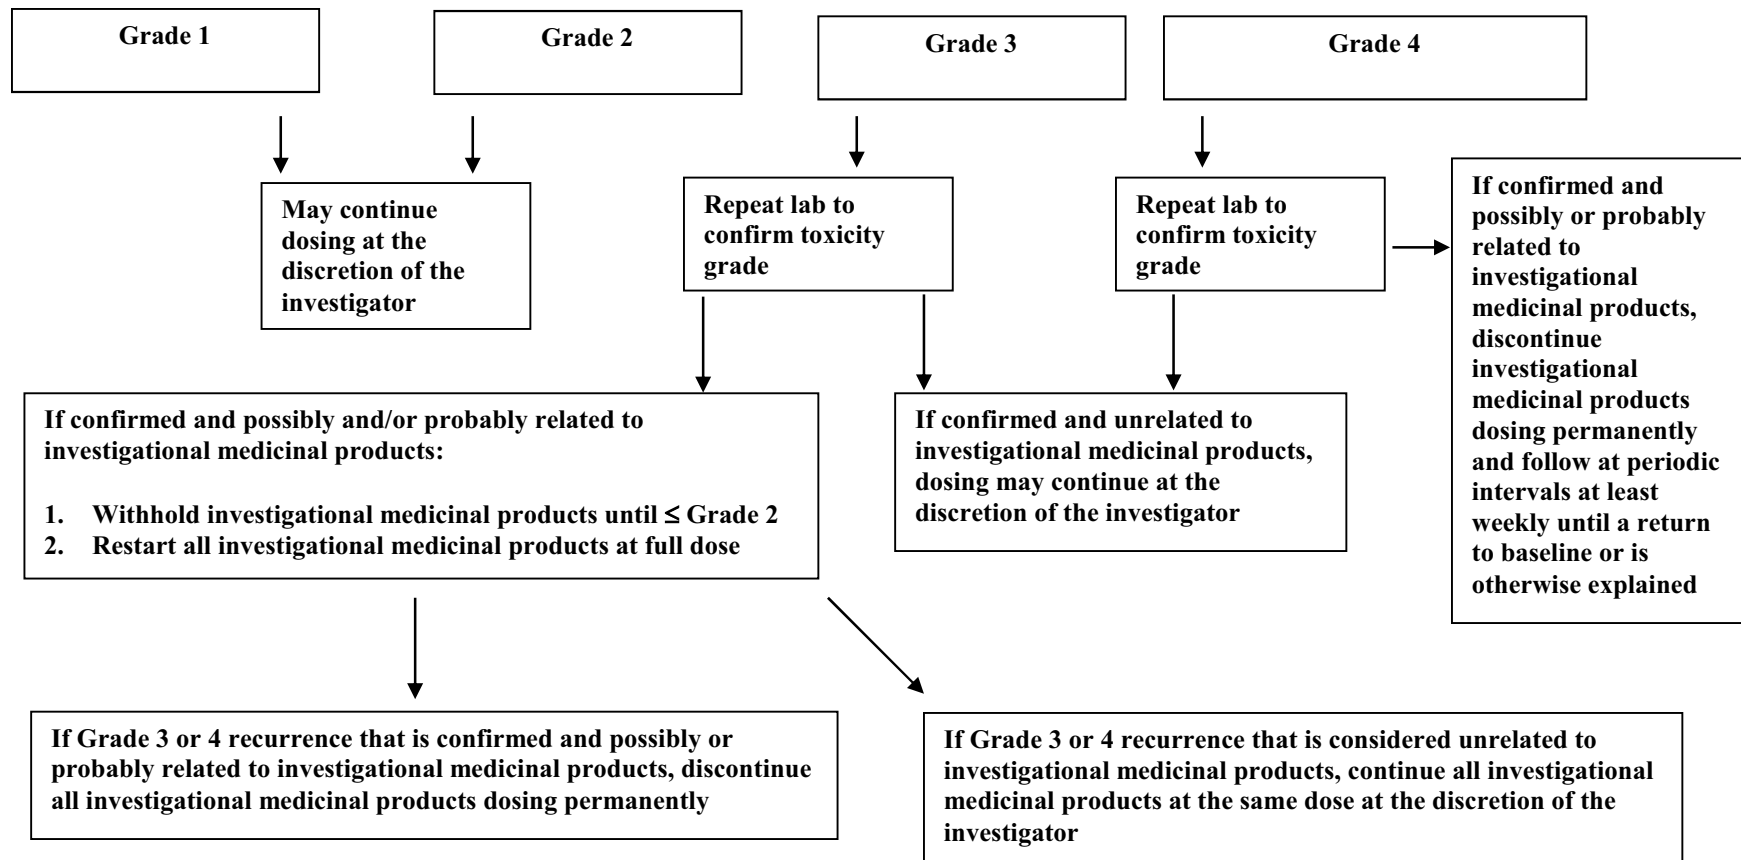 Grade 1
Grade 2
Grade 3
Grade 4
May continue
dosing at the
discretion of the
investigator
Repeat lab to
confirm toxicity
grade
Repeat lab to
confirm toxicity
grade
If confirmed and
possibly or probably
related to
investigational
medicinal products,
discontinue
investigational
medicinal products
dosing permanently
and follow at periodic
intervals at least
weekly until a return
to baseline or is
otherwise explained
If confirmed and possibly and/or probably related to
investigational medicinal products:
1. Withhold investigational medicinal products until ≤ Grade 2
2. Restart all investigational medicinal products at full dose
If confirmed and unrelated to
investigational medicinal products,
dosing may continue at the
discretion of the investigator
If Grade 3 or 4 recurrence that is confirmed and possibly or
probably related to investigational medicinal products, discontinue
all investigational medicinal products dosing permanently
If Grade 3 or 4 recurrence that is considered unrelated to
investigational medicinal products, continue all investigational
medicinal products at the same dose at the discretion of the
investigator